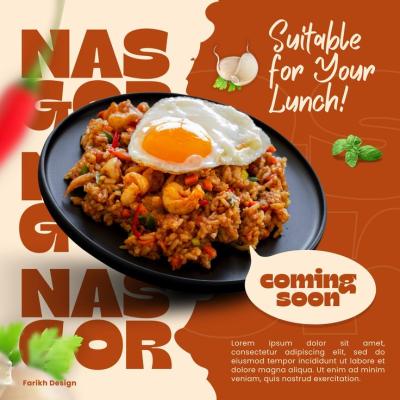 NAS
GOR
Suitable
for Your
Lunch!
N
G
NAS
GOR
coming
soon
Lorem ipsum dolor sit amet,
consectetur adipiscing elit, sed do
eiusmod tempor incididunt ut labore et
dolore magna aliqua. Ut enim ad minim
veniam, quis nostrud exercitation.
Farikh Design